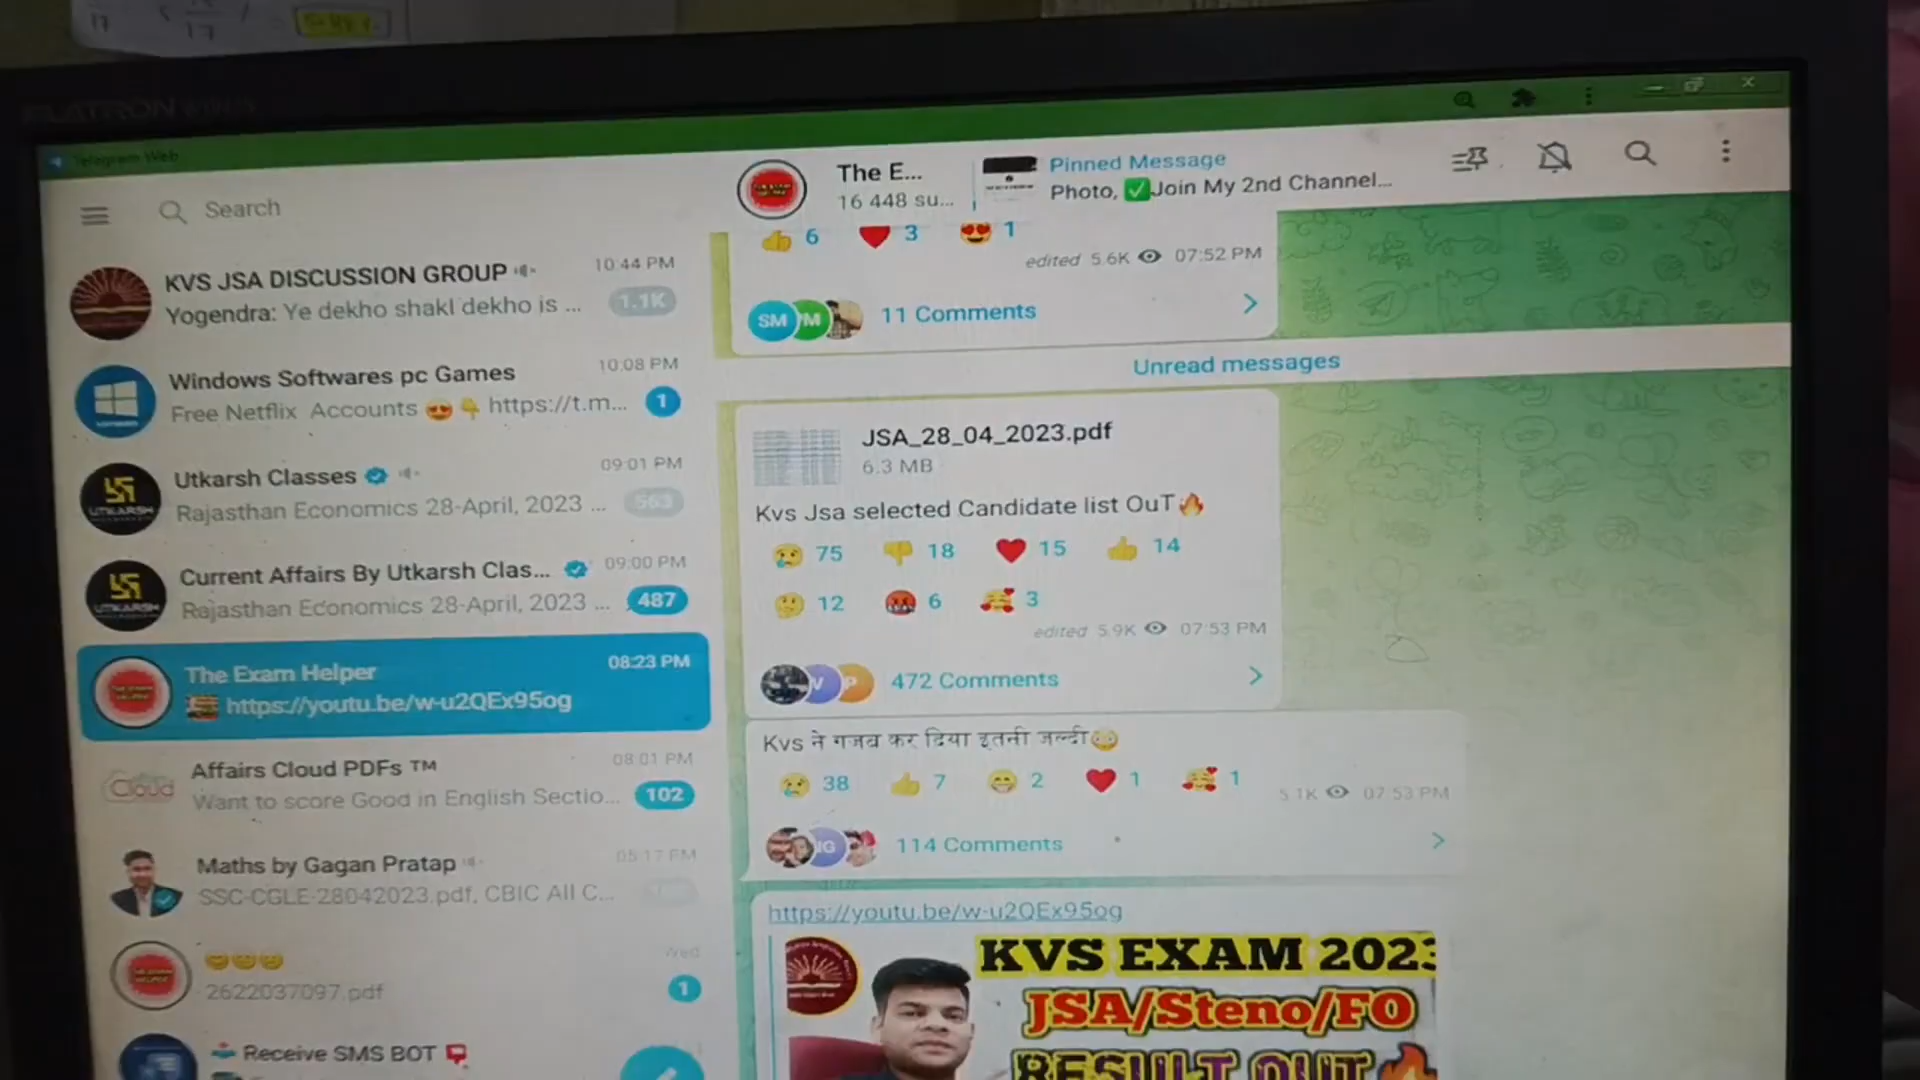 Telegram Web
Search
KVS JSA DISCUSSION GROUP
10:44 PM
Yogendra: Ye dekho shakl dekho is ...
1.1K
Windows Softwares pc Games
10:08 PM
Free Netflix Accounts 😍👇 https://t.m...
1
Utkarsh Classes
09:01 PM
Rajasthan Economics 28-April, 2023 ...
563
UTKARSH
Current Affairs By Utkarsh Clas...
09:00 PM
Rajasthan Economics 28-April, 2023 ...
487
UTKARSH
The Exam Helper
08:23 PM
https://youtu.be/w-u2QEx95og
Affairs Cloud PDFs ™
08:01 PM
Want to score Good in English Sectio...
102
Cloud
Maths by Gagan Pratap
05:17 PM
SSC-CGLE-28042023.pdf, CBIC All C...
😊😊😊
Wed
2622037097.pdf
1
Receive SMS BOT
The E...
16 448 su...
Pinned Message
Photo, ✅Join My 2nd Channel...
👍 6 ❤️ 3 😍 1
edited 5.6K 07:52 PM
SM
11 Comments
Unread messages
JSA_28_04_2023.pdf
6.3 MB
Kvs Jsa selected Candidate list OuT🔥
😢 75 👎 18 ❤️ 15 👍 14
🤔 12 🤬 6 🥰 3
edited 5.9K 07:53 PM
V P
472 Comments
Kvs ने गजब कर दिया इतनी जल्दी😳
😢 38 👍 7 😁 2 ❤️ 1 🥰 1
5.1K 07:53 PM
114 Comments
https://youtu.be/w-u2QEx95og
KVS EXAM 2023
JSA/Steno/FO
RESULT OUT🔥